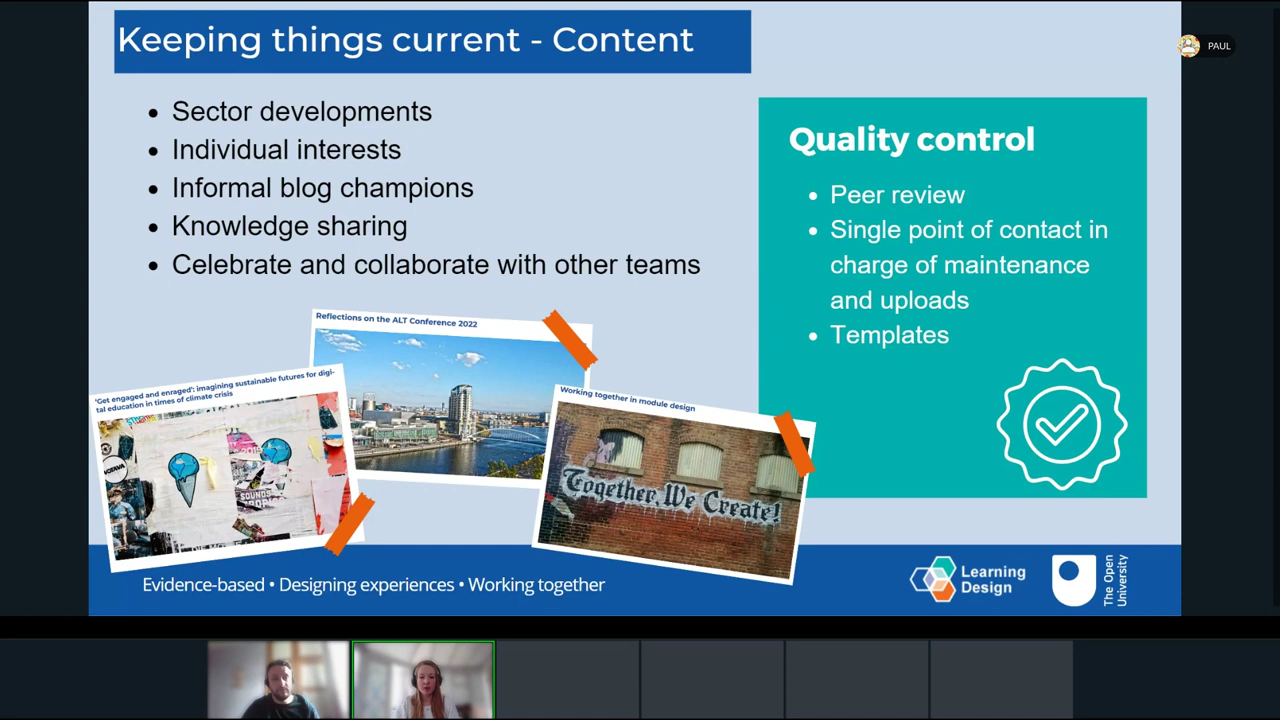 Keeping things current - Content
PAUL
Sector developments
Individual interests
Informal blog champions
Knowledge sharing
Celebrate and collaborate with other teams
Quality control
Peer review
Single point of contact in
charge of maintenance
and uploads
Templates
Reflections on the ALT Conference 2022
'Get engaged and enraged': imagining sustainable futures for digi-
tal education in times of climate crisis
Working together in module design
Together We Create!
Evidence-based • Designing experiences • Working together
Learning
Design
The Open
University